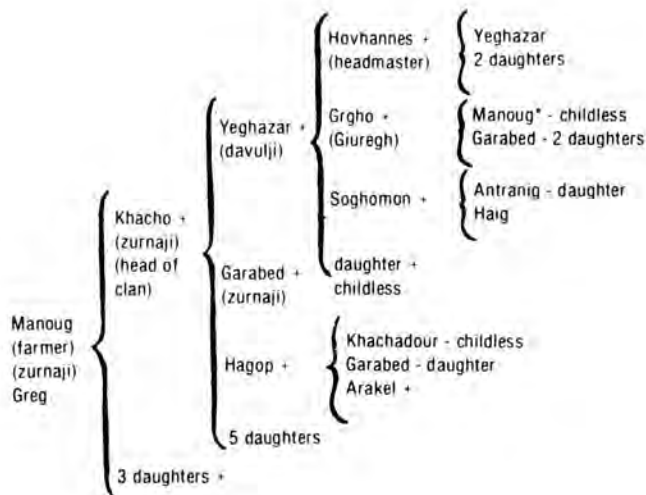 Hovhannes +
(headmaster)
Yeghazar
2 daughters
Yeghazar +
(davulji)
Grgho +
(Giuregh)
Manoug* - childless
Garabed - 2 daughters
Soghomon +
Antranig - daughter
Haig
Khacho +
(zurnaji)
(head of
clan)
daughter +
childless
Garabed +
(zurnaji)
Manoug
(farmer)
(zurnaji)
Greg
Hagop +
Khachadour - childless
Garabed - daughter
Arakel +
5 daughters
3 daughters +